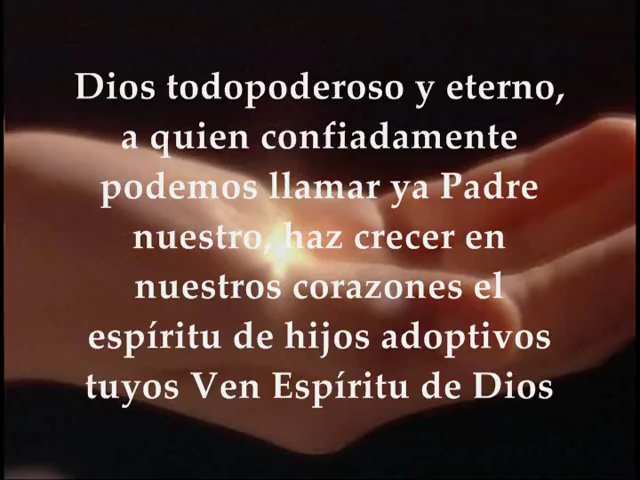 Dios todopoderoso y eterno,
a quien confiadamente
podemos llamar ya Padre
nuestro, haz crecer en
nuestros corazones el
espíritu de hijos adoptivos
tuyos Ven Espíritu de Dios